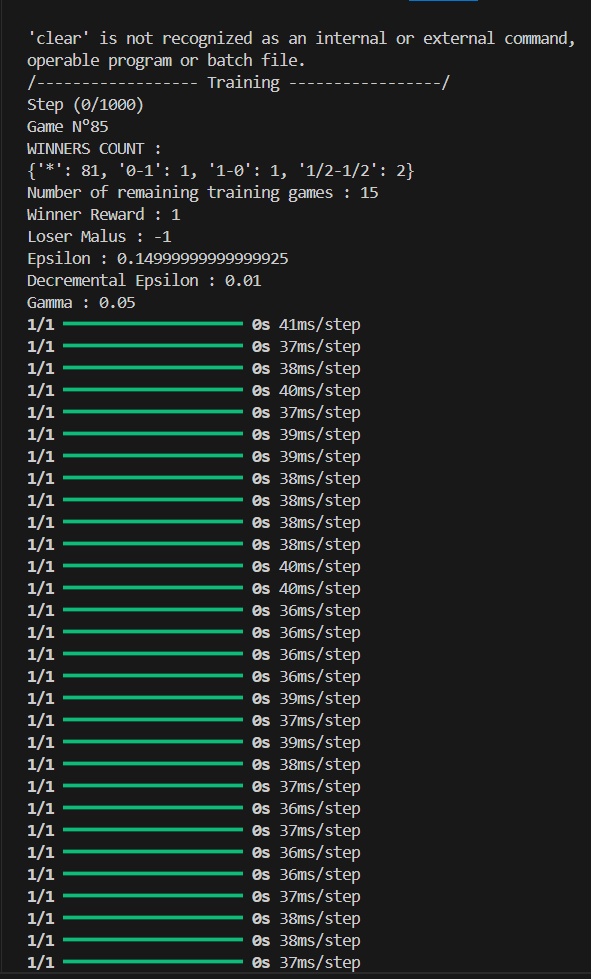 'clear' is not recognized as an internal or external command,
operable program or batch file.
/----------------- Training ----------------/
Step (0/1000)
Game N°85
WINNERS COUNT :
{'*': 81, '0-1': 1, '1-0': 1, '1/2-1/2': 2}
Number of remaining training games : 15
Winner Reward : 1
Loser Malus : -1
Epsilon : 0.14999999999999925
Decremental Epsilon : 0.01
Gamma : 0.05
1/1 0s 41ms/step
1/1 0s 37ms/step
1/1 0s 38ms/step
1/1 0s 40ms/step
1/1 0s 37ms/step
1/1 0s 39ms/step
1/1 0s 39ms/step
1/1 0s 38ms/step
1/1 0s 38ms/step
1/1 0s 38ms/step
1/1 0s 38ms/step
1/1 0s 40ms/step
1/1 0s 40ms/step
1/1 0s 36ms/step
1/1 0s 36ms/step
1/1 0s 36ms/step
1/1 0s 36ms/step
1/1 0s 39ms/step
1/1 0s 37ms/step
1/1 0s 39ms/step
1/1 0s 38ms/step
1/1 0s 37ms/step
1/1 0s 36ms/step
1/1 0s 37ms/step
1/1 0s 36ms/step
1/1 0s 36ms/step
1/1 0s 37ms/step
1/1 0s 38ms/step
1/1 0s 38ms/step
1/1 0s 37ms/step